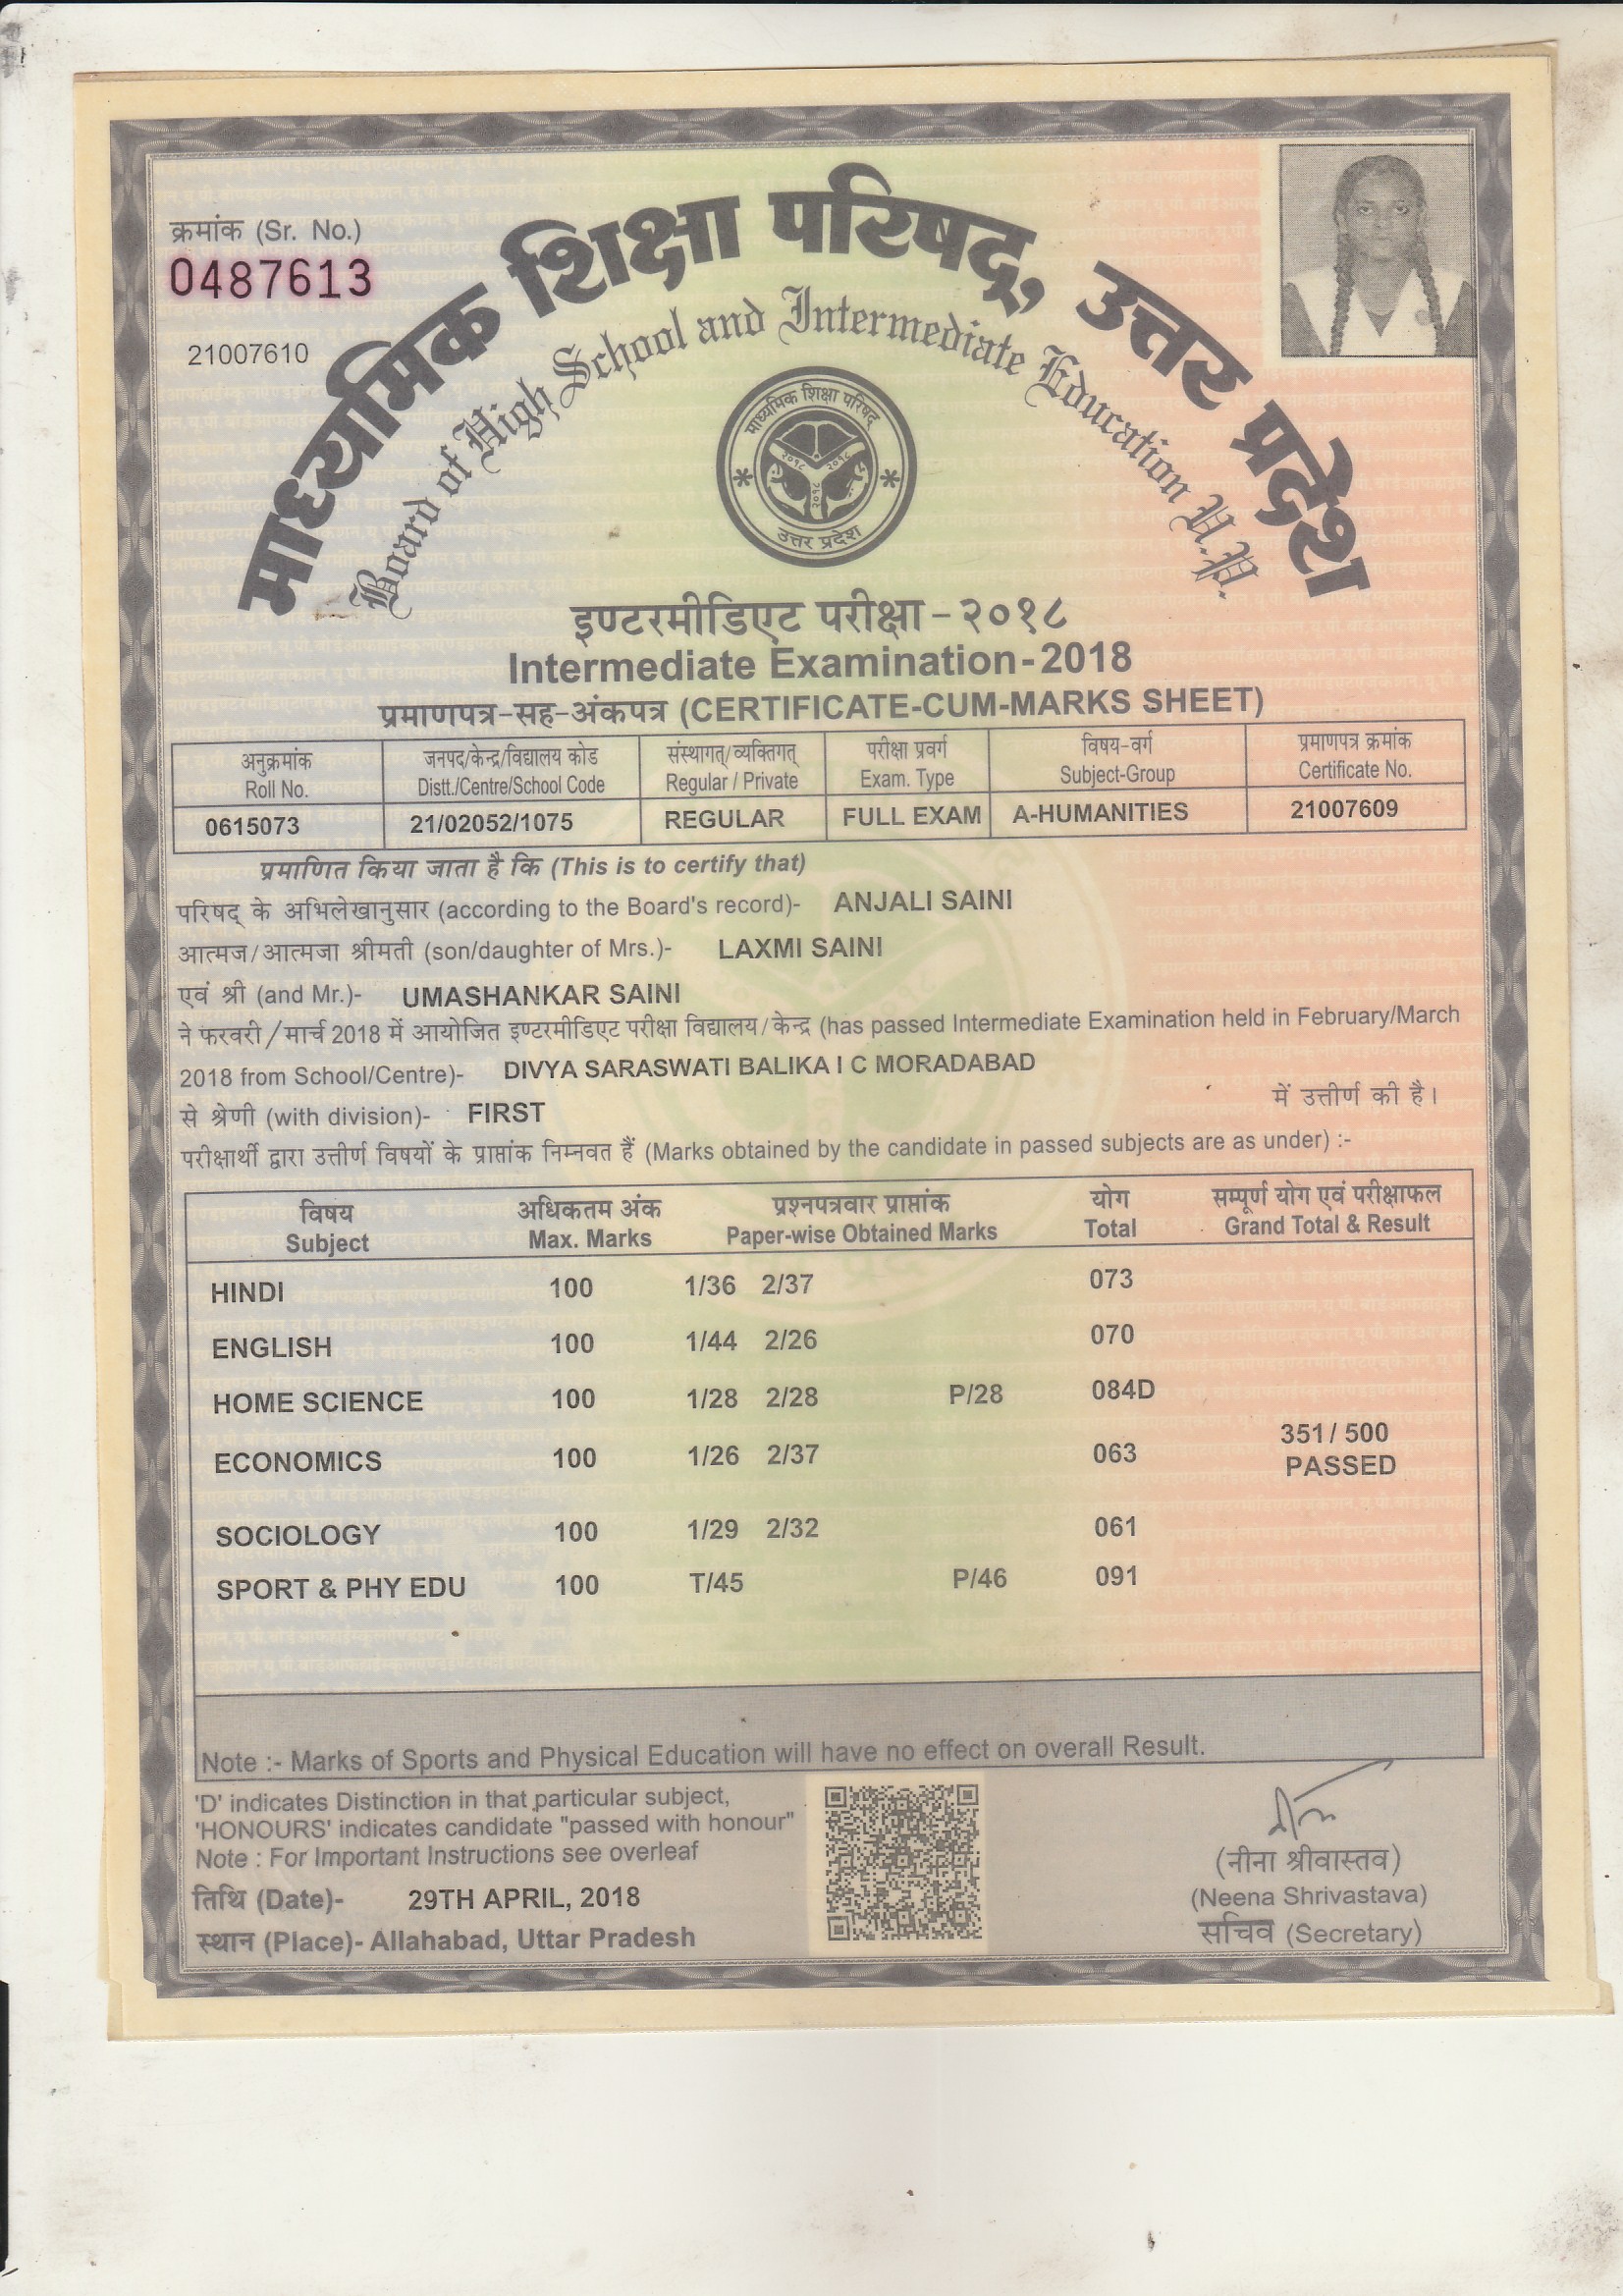 क्रमांक (Sr. No.)
0487613
21007610
माध्यमिक शिक्षा परिषद्, उत्तर प्रदेश
Board of High School and Intermediate Education U.P.
माध्यमिक शिक्षा परिषद्
२०१८ २०१८
२०१८
उत्तर प्रदेश
इण्टरमीडिएट परीक्षा - २०१८
Intermediate Examination - 2018
प्रमाणपत्र-सह-अंकपत्र (CERTIFICATE-CUM-MARKS SHEET)
अनुक्रमांक जनपद/केन्द्र/विद्यालय कोड संस्थागत्/व्यक्तिगत् परीक्षा प्रवर्ग विषय-वर्ग प्रमाणपत्र क्रमांक
Roll No. Distt./Centre/School Code Regular / Private Exam. Type Subject-Group Certificate No.
0615073 21/02052/1075 REGULAR FULL EXAM A-HUMANITIES 21007609
प्रमाणित किया जाता है कि (This is to certify that)
परिषद् के अभिलेखानुसार (according to the Board's record)- ANJALI SAINI
आत्मज/आत्मजा श्रीमती (son/daughter of Mrs.)- LAXMI SAINI
एवं श्री (and Mr.)- UMASHANKAR SAINI
ने फरवरी/मार्च 2018 में आयोजित इण्टरमीडिएट परीक्षा विद्यालय/केन्द्र (has passed Intermediate Examination held in February/March
2018 from School/Centre)- DIVYA SARASWATI BALIKA I C MORADABAD
से श्रेणी (with division)- FIRST में उत्तीर्ण की है।
परीक्षार्थी द्वारा उत्तीर्ण विषयों के प्राप्तांक निम्नवत हैं (Marks obtained by the candidate in passed subjects are as under) :-
विषय अधिकतम अंक प्रश्नपत्रवार प्राप्तांक योग सम्पूर्ण योग एवं परीक्षाफल
Subject Max. Marks Paper-wise Obtained Marks Total Grand Total & Result
HINDI 100 1/36 2/37 073
ENGLISH 100 1/44 2/26 070
HOME SCIENCE 100 1/28 2/28 P/28 084D
351/ 500
ECONOMICS 100 1/26 2/37 063
PASSED
SOCIOLOGY 100 1/29 2/32 061
SPORT & PHY EDU 100 T/45 P/46 091
Note :- Marks of Sports and Physical Education will have no effect on overall Result.
'D' indicates Distinction in that particular subject,
'HONOURS' indicates candidate "passed with honour"
Note : For Important Instructions see overleaf
तिथि (Date)- 29TH APRIL, 2018
स्थान (Place)- Allahabad, Uttar Pradesh
(नीना श्रीवास्तव)
(Neena Shrivastava)
सचिव (Secretary)